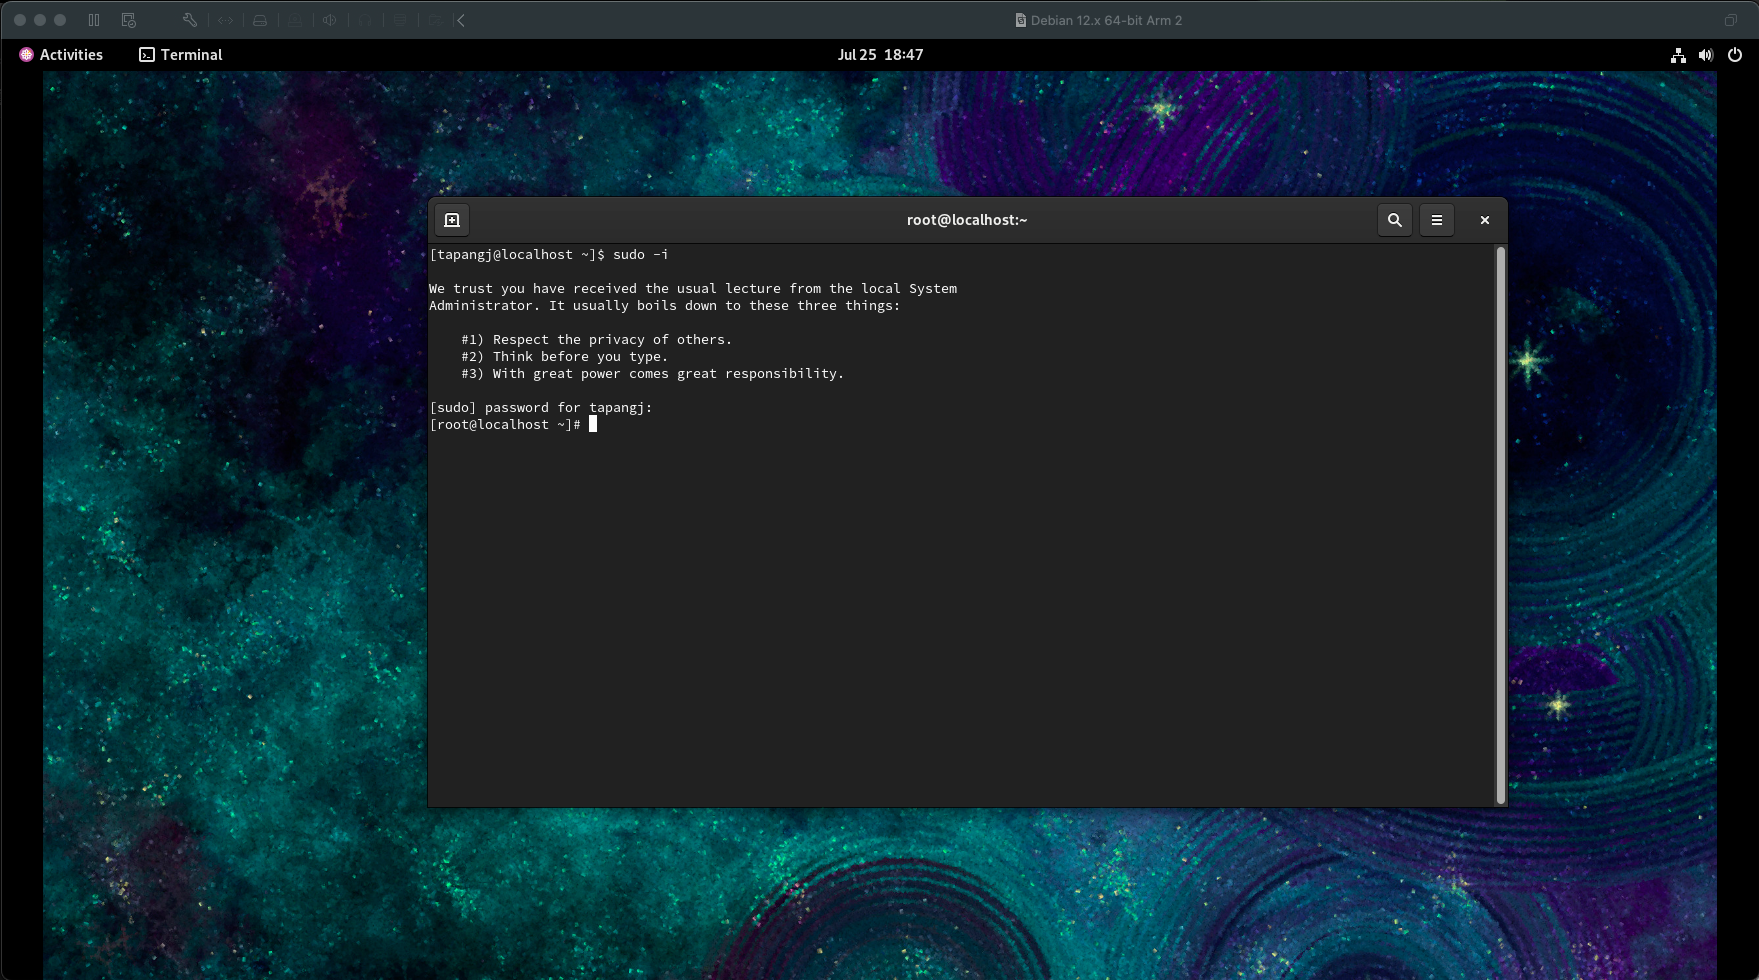 Debian 12.x 64-bit Arm 2
Activities
Terminal
Jul 25 18:47
root@localhost:~
[tapangj@localhost ~]$ sudo -i
We trust you have received the usual lecture from the local System
Administrator. It usually boils down to these three things:
#1) Respect the privacy of others.
#2) Think before you type.
#3) With great power comes great responsibility.
[sudo] password for tapangj:
[root@localhost ~]#